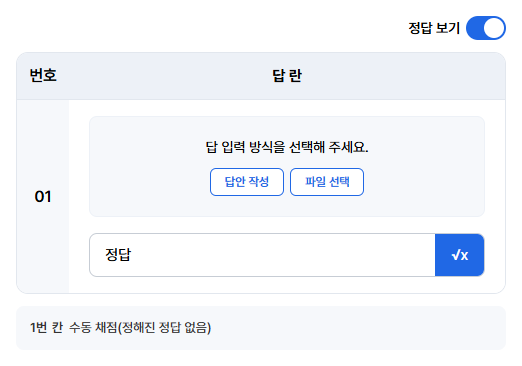 정답 보기
번호 답 란
답 입력 방식을 선택해 주세요.
답안 작성 파일 선택
01
정답 √x
1번 칸 수동 채점(정해진 정답 없음)